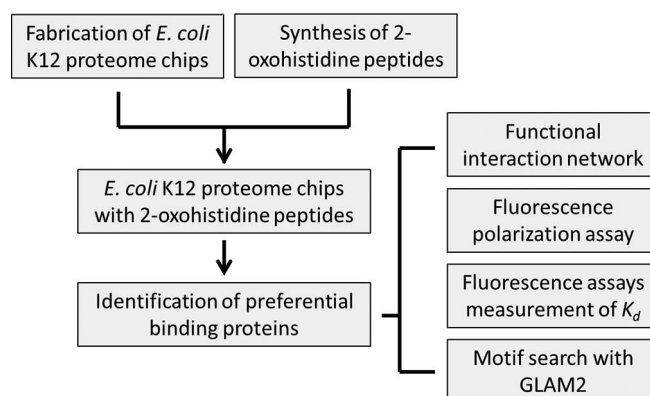 Fabrication of E. coli
K12 proteome chips
Synthesis of 2-
oxohistidine peptides
E. coli K12 proteome chips
with 2-oxohistidine peptides
Identification of preferential
binding proteins
Functional
interaction network
Fluorescence
polarization assay
Fluorescence assays
measurement of Kd
Motif search with
GLAM2